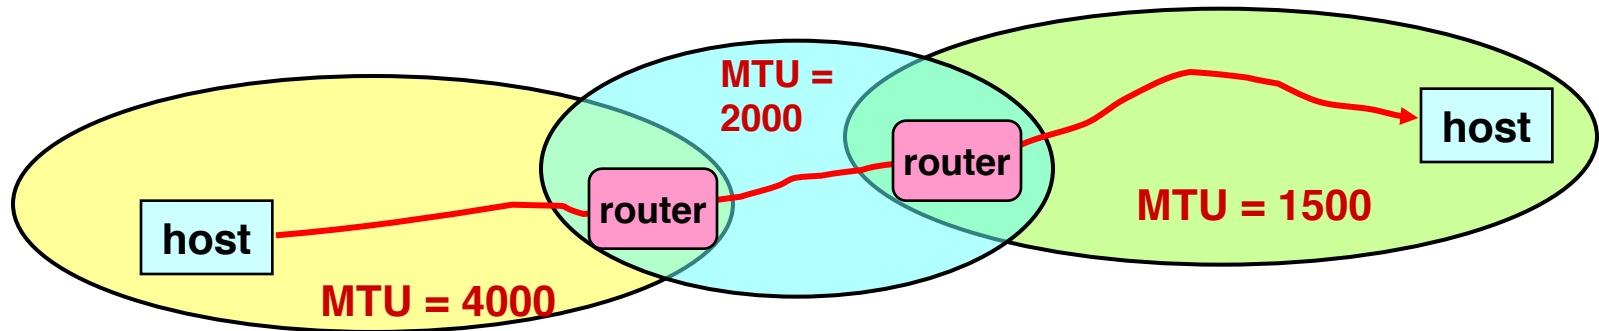 host
MTU = 4000
router
MTU =
2000
router
MTU = 1500
host